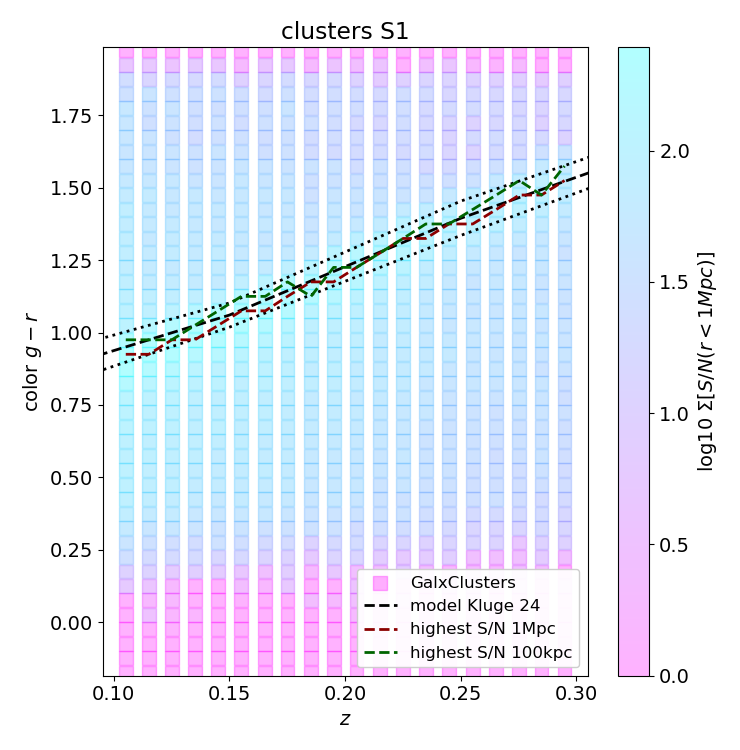 clusters S1
color g − r
1.75
1.50
1.25
1.00
0.75
0.50
0.25
0.00
0.10
0.15
0.20
0.25
0.30
z
GalxClusters
model Kluge 24
highest S/N 1Mpc
highest S/N 100kpc
2.0
1.5
1.0
0.5
0.0
log10 Σ[S/N(r < 1Mpc)]